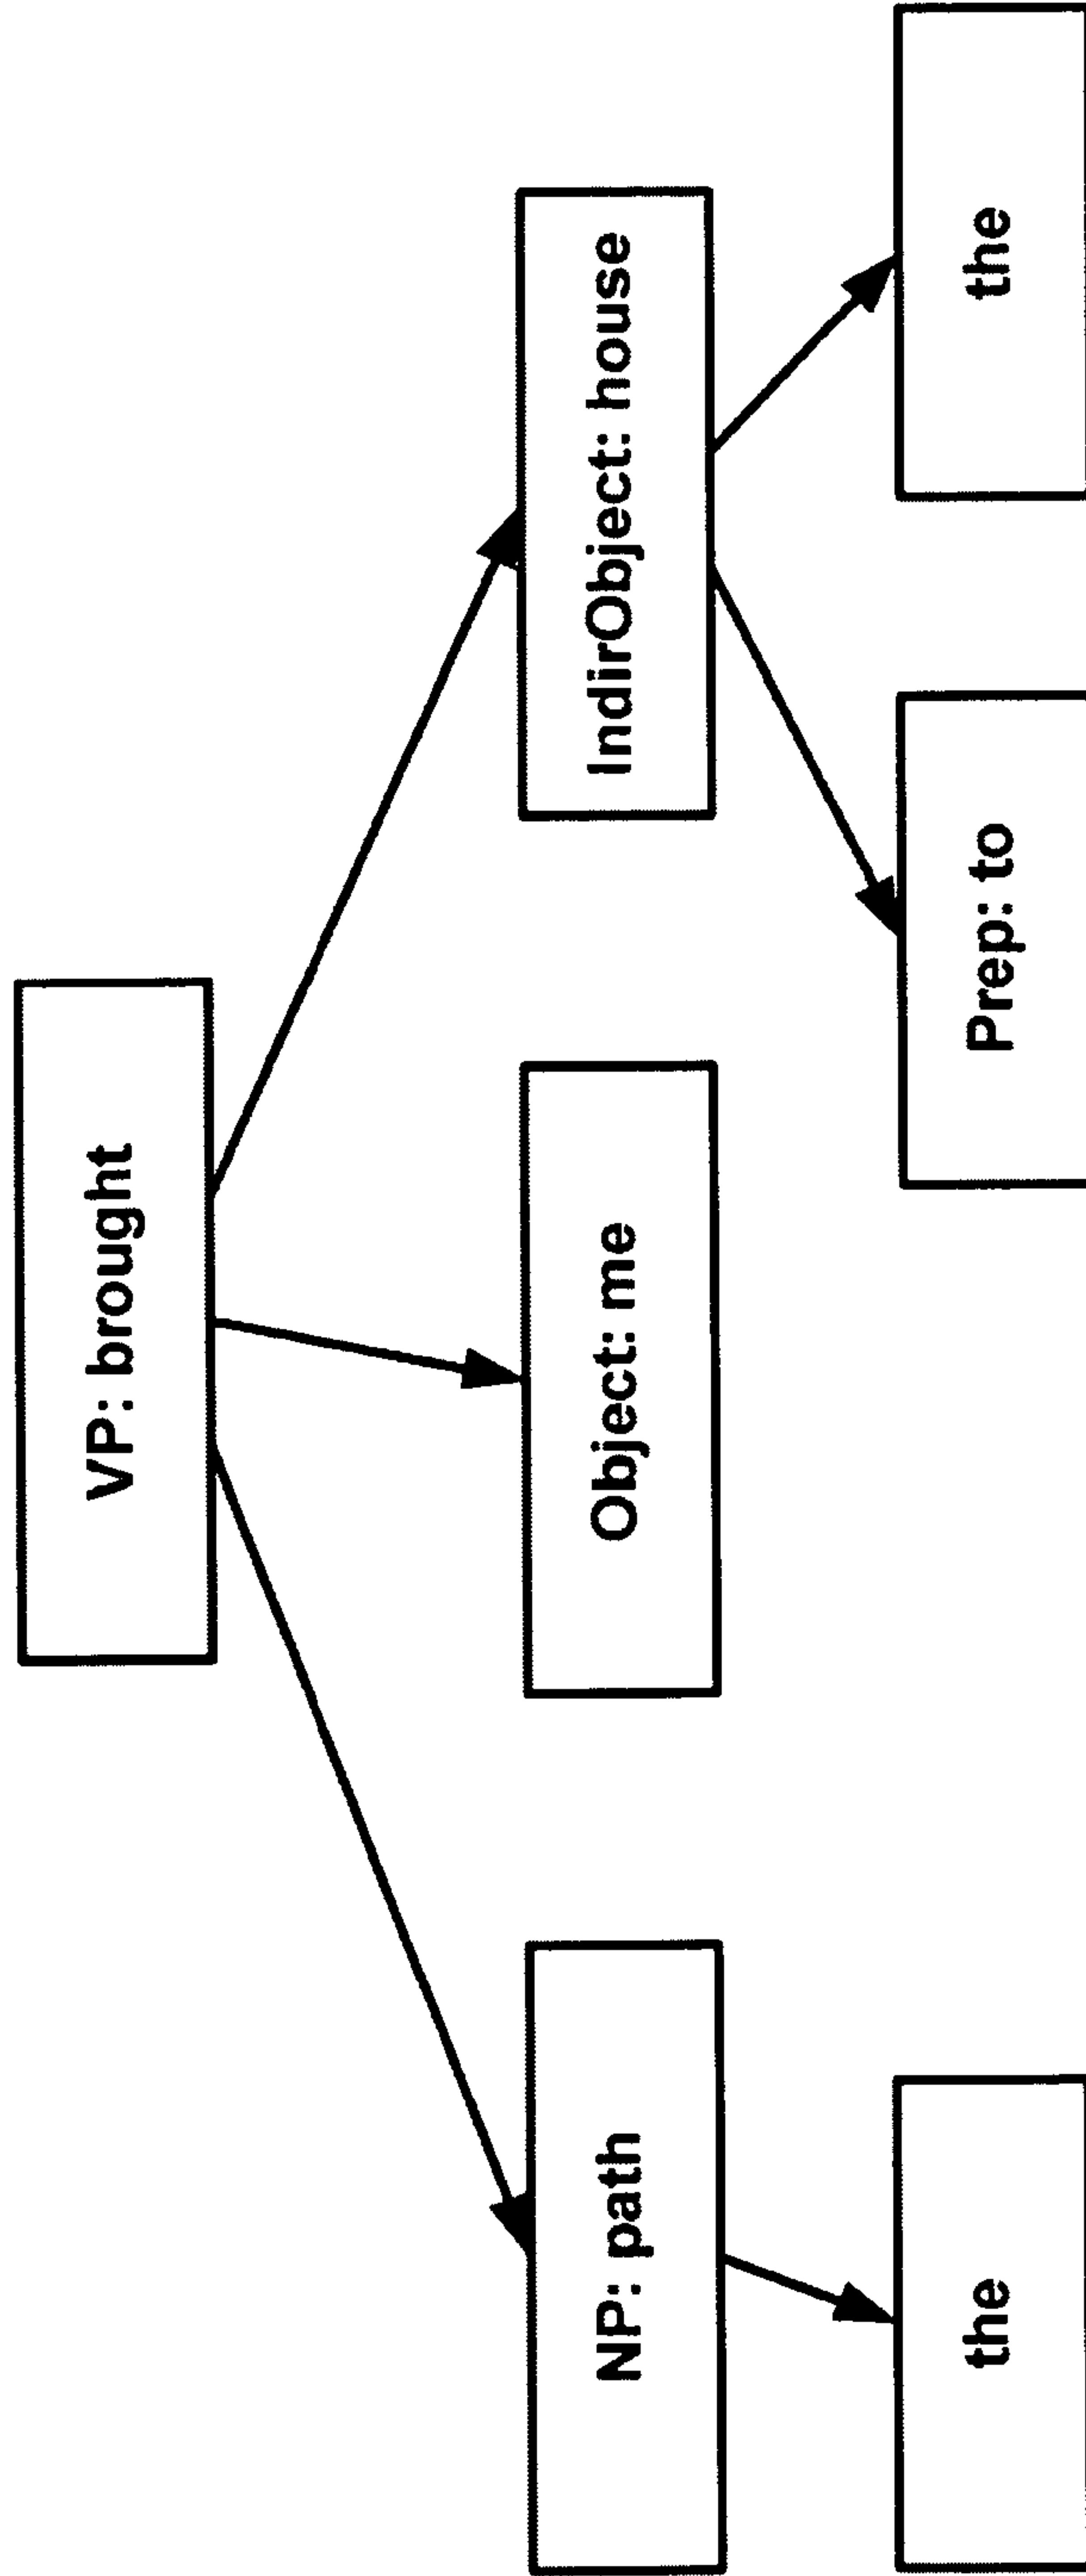 VP: brought
NP: path
Object: me
IndirObject: house
the
Prep: to
the